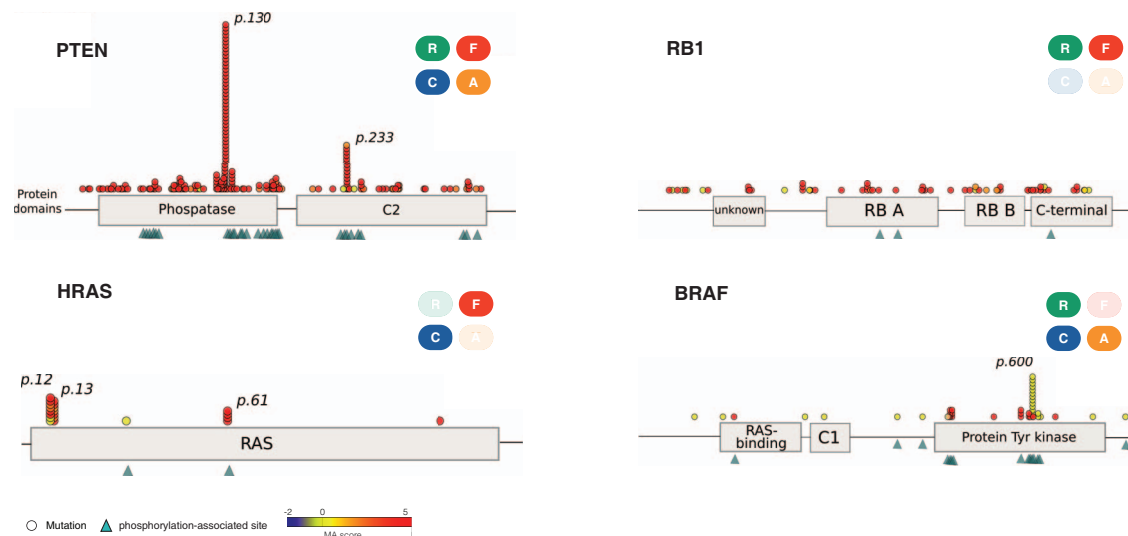 PTEN
p.130
R F
C A
p.233
Protein
domains
Phospatase
C2
RB1
R F
C A
unknown
RB A
RB B
C-terminal
HRAS
R F
C A
p.12
p.13
p.61
RAS
BRAF
R F
C A
p.600
RAS-
binding
C1
Protein Tyr kinase
Mutation
phosphorylation-associated site
-2 0 5
MA score